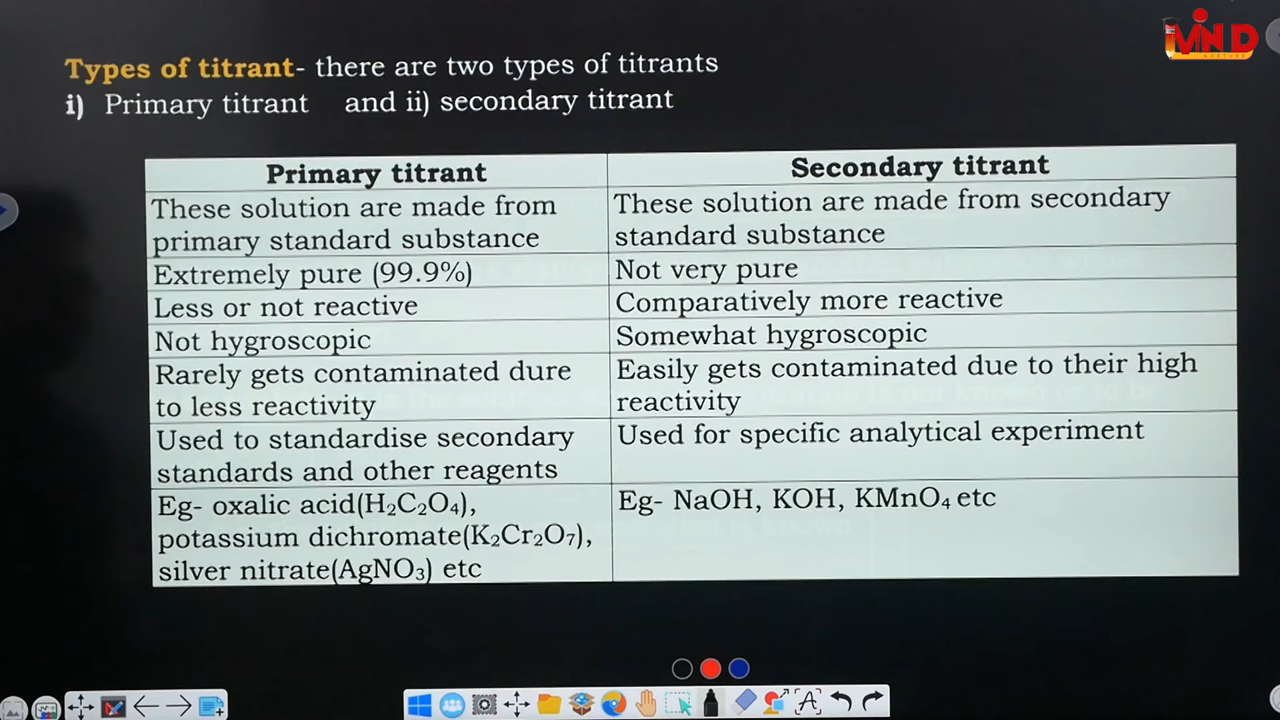 Types of titrant- there are two types of titrants
i) Primary titrant and ii) secondary titrant
Primary titrant
Secondary titrant
These solution are made from
primary standard substance
These solution are made from secondary
standard substance
Extremely pure (99.9%)
Not very pure
Less or not reactive
Comparatively more reactive
Not hygroscopic
Somewhat hygroscopic
Rarely gets contaminated dure
to less reactivity
Easily gets contaminated due to their high
reactivity
Used to standardise secondary
standards and other reagents
Used for specific analytical experiment
Eg- oxalic acid(H₂C₂O₄),
potassium dichromate(K₂Cr₂O₇),
silver nitrate(AgNO₃) etc
Eg- NaOH, KOH, KMnO₄ etc